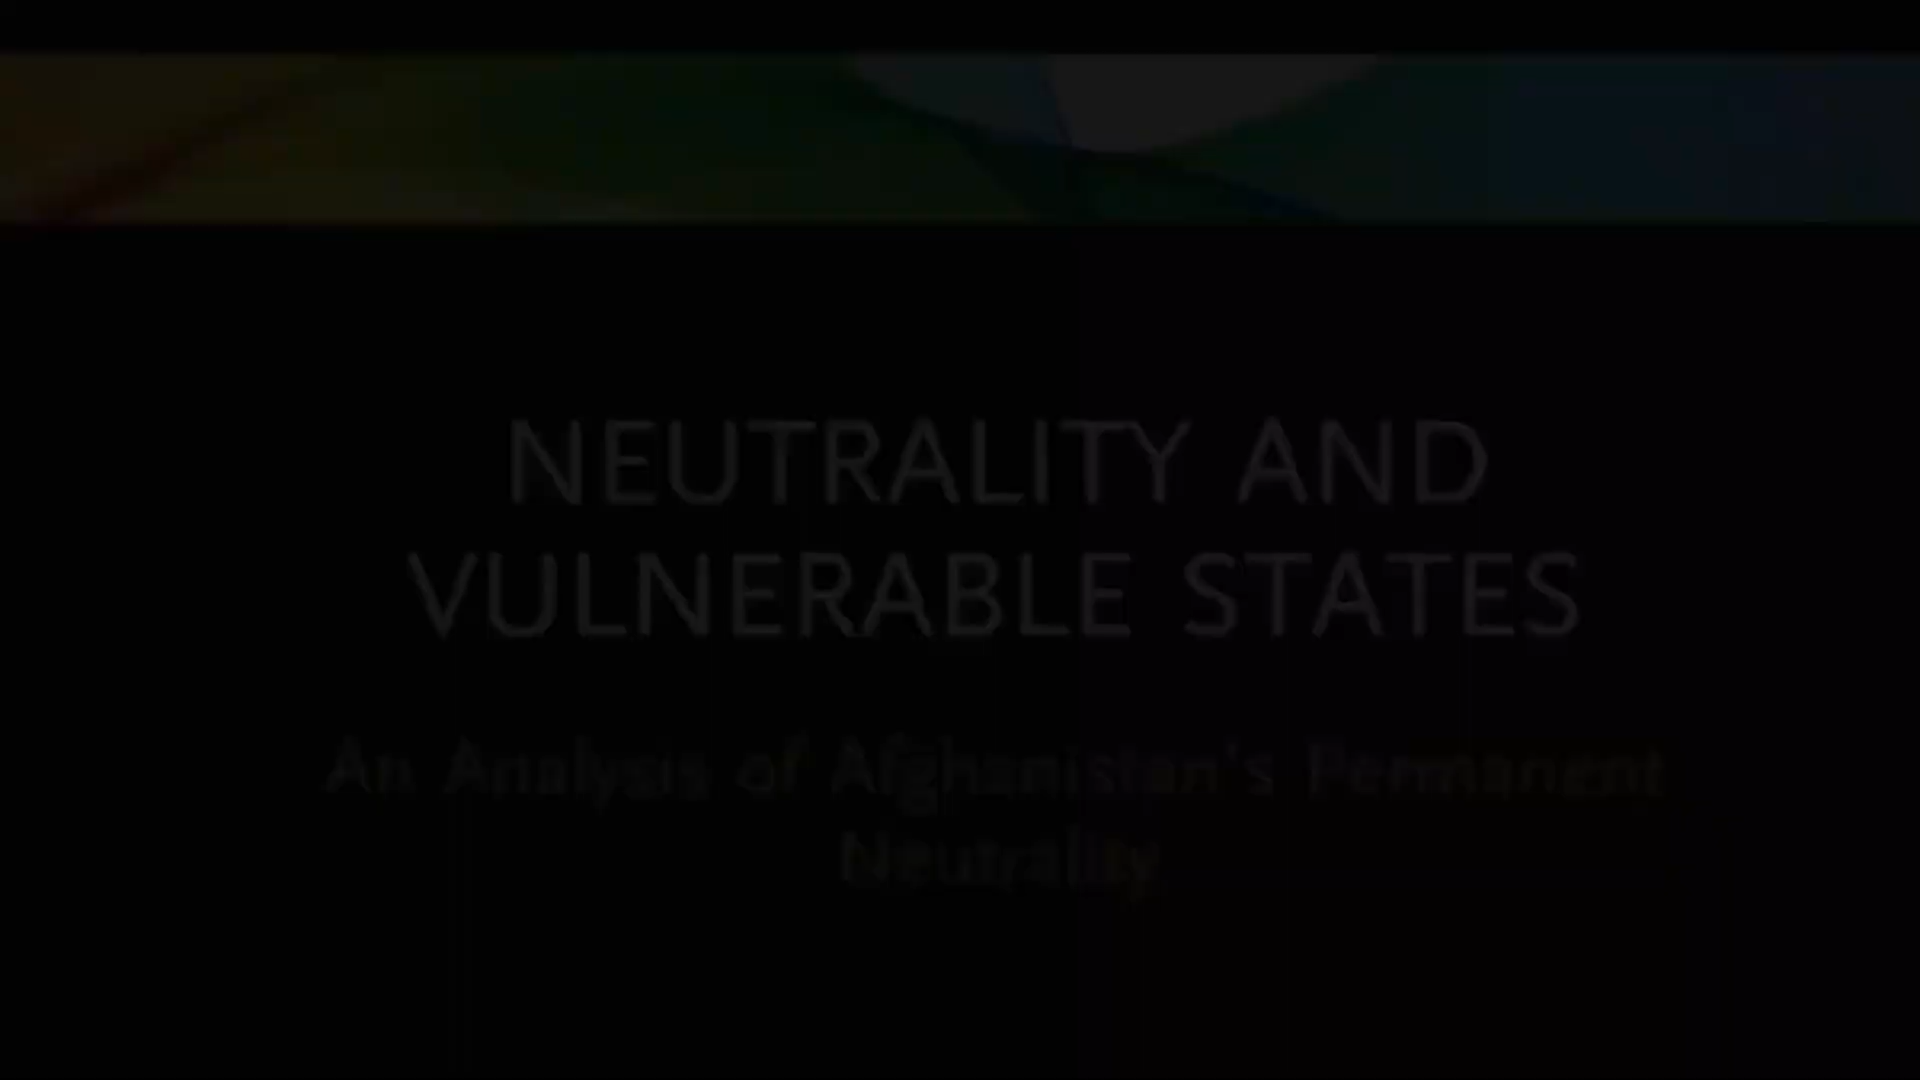 NEUTRALITY AND
VULNERABLE STATES
An Analysis of Afghanistan's Permanent
Neutrality